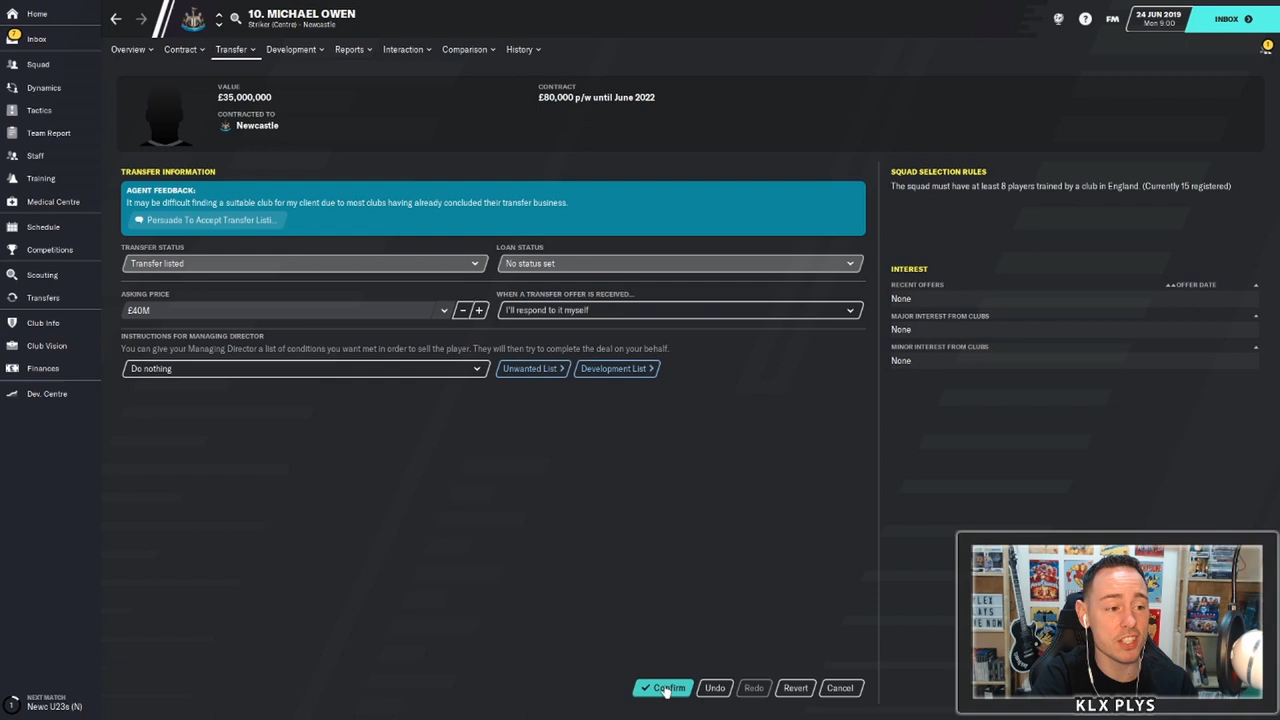 Home
7
Inbox
Squad
Dynamics
Tactics
Team Report
Staff
Training
Medical Centre
Schedule
Competitions
Scouting
Transfers
Club Info
Club Vision
Finances
Dev. Centre
NEXT MATCH
1 Newc U23s (N)
10. MICHAEL OWEN
Striker (Centre) - Newcastle
FM
24 JUN 2019
Mon 9:00
INBOX
Overview
Contract
Transfer
Development
Reports
Interaction
Comparison
History
VALUE
£35,000,000
CONTRACTED TO
Newcastle
CONTRACT
£80,000 p/w until June 2022
TRANSFER INFORMATION
AGENT FEEDBACK:
It may be difficult finding a suitable club for my client due to most clubs having already concluded their transfer business.
Persuade To Accept Transfer Listi...
TRANSFER STATUS
Transfer listed
LOAN STATUS
No status set
ASKING PRICE
£40M
WHEN A TRANSFER OFFER IS RECEIVED...
I'll respond to it myself
INSTRUCTIONS FOR MANAGING DIRECTOR
You can give your Managing Director a list of conditions you want met in order to sell the player. They will then try to complete the deal on your behalf.
Do nothing
Unwanted List >
Development List >
SQUAD SELECTION RULES
The squad must have at least 8 players trained by a club in England. (Currently 15 registered)
INTEREST
RECENT OFFERS
OFFER DATE
None
MAJOR INTEREST FROM CLUBS
None
MINOR INTEREST FROM CLUBS
None
Confirm
Undo
Redo
Revert
Cancel
KLX PLYS